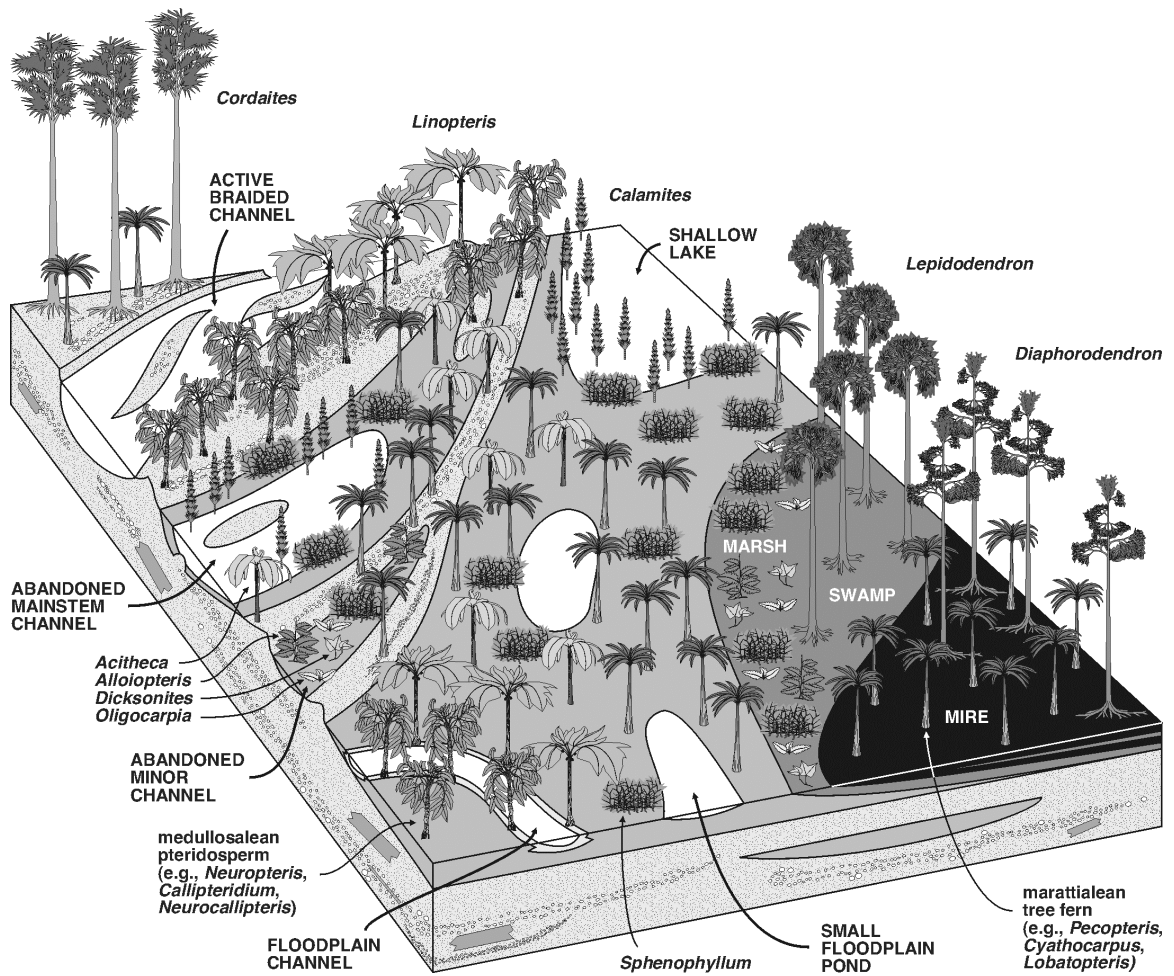 Cordaites
Linopteris
ACTIVE
BRAIDED
CHANNEL
Calamites
SHALLOW
LAKE
Lepidodendron
Diaphorodendron
MARSH
SWAMP
MIRE
ABANDONED
MAINSTEM
CHANNEL
Acitheca
Alloiopteris
Dicksonites
Oligocarpia
ABANDONED
MINOR
CHANNEL
medullosalean
pteridosperm
(e.g., Neuropteris,
Callipteridium,
Neurocallipteris)
FLOODPLAIN
CHANNEL
Sphenophyllum
SMALL
FLOODPLAIN
POND
marattialean
tree fern
(e.g., Pecopteris,
Cyathocarpus,
Lobatopteris)